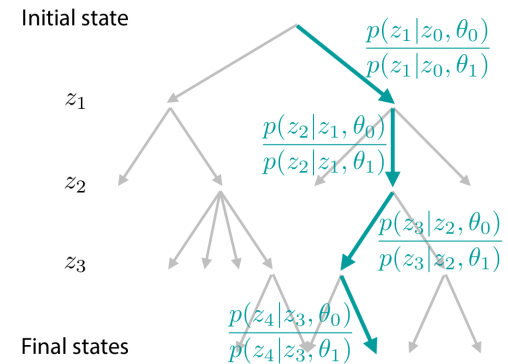 Initial state
p(z₁|z₀, θ₀)
p(z₁|z₀, θ₁)
z₁
p(z₂|z₁, θ₀)
p(z₂|z₁, θ₁)
z₂
p(z₃|z₂, θ₀)
p(z₃|z₂, θ₁)
z₃
p(z₄|z₃, θ₀)
p(z₄|z₃, θ₁)
Final states